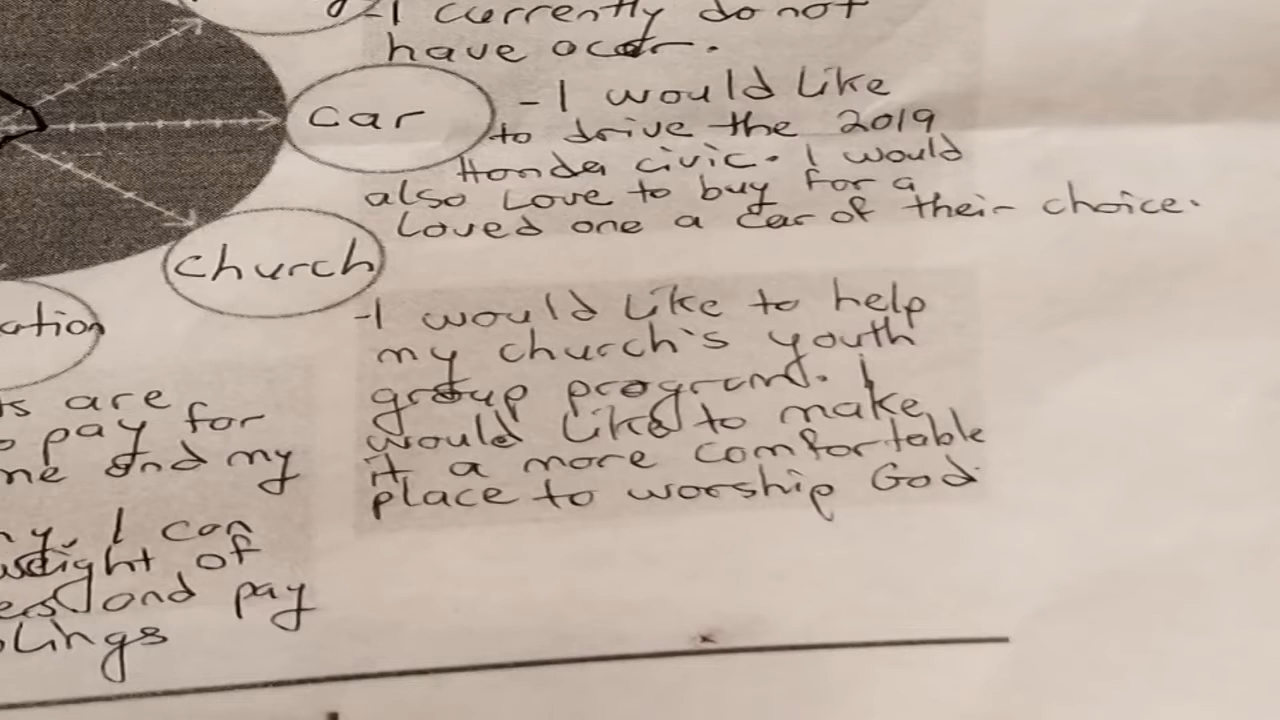 -I currently do not
have a car.
car
-I would like
to drive the 2019
Honda civic. I would
also Love to buy for a
Loved one a car of their choice.
church
-I would Like to help
my church's youth
group program. I
would like to make
it a more comfortable
place to worship God
ation
s are
pay for
me and my
I can
of
and pay